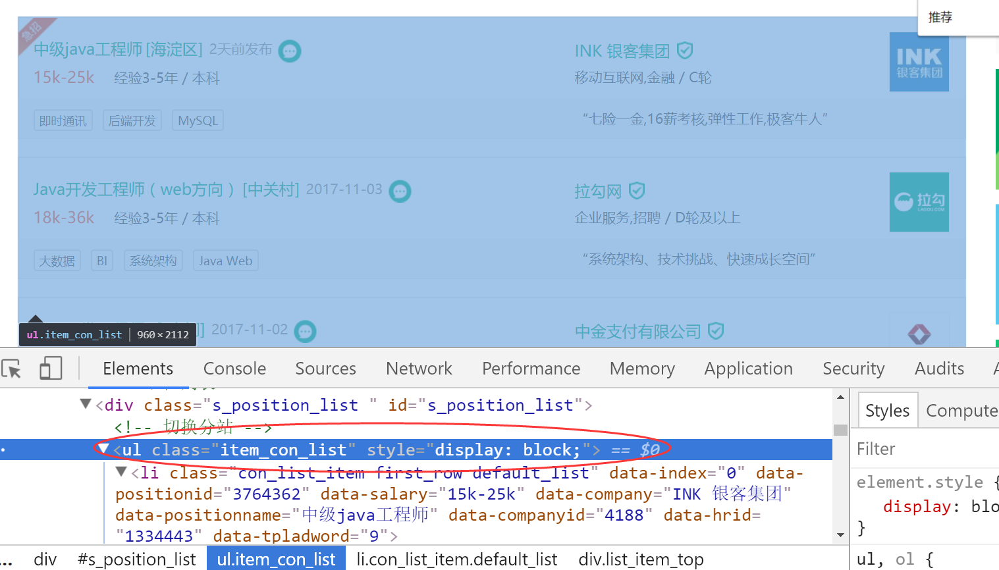 推荐
急招
中级java工程师 [海淀区] 2天前发布
INK 银客集团
15k-25k 经验3-5年 / 本科
移动互联网,金融 / C轮
INK
银客集团
即时通讯 后端开发 MySQL
“七险一金,16薪考核,弹性工作,极客牛人”
Java开发工程师（web方向） [中关村] 2017-11-03
拉勾网
18k-36k 经验3-5年 / 本科
企业服务,招聘 / D轮及以上
拉勾
LAGOU.COM
大数据 BI 系统架构 Java Web
“系统架构、技术挑战、快速成长空间”
] 2017-11-02
中金支付有限公司
ul.item_con_list 960×2112
Elements Console Sources Network Performance Memory Application Security Audits
<div class="s_position_list " id="s_position_list">
<!-- 切换分站 -->
<ul class="item_con_list" style="display: block;"> == $0
<li class="con_list_item first_row default_list" data-index="0" data-
positionid="3764362" data-salary="15k-25k" data-company="INK 银客集团"
data-positionname="中级java工程师" data-companyid="4188" data-hrid=
"1334443" data-tpladword="9">
... div #s_position_list ul.item_con_list li.con_list_item.default_list div.list_item_top
Styles Compute
Filter
element.style {
display: blo
}
ul, ol {